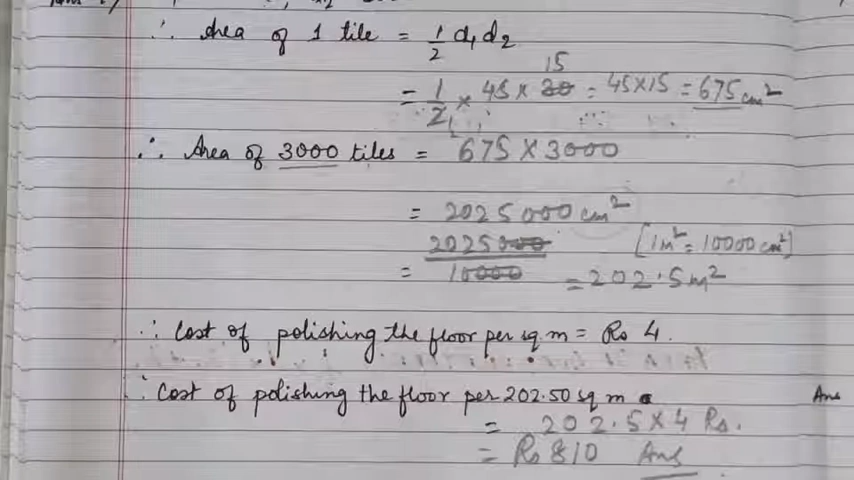 ∴ Area of 1 tile = 1/2 d1 d2
15
= 1/2 × 45 × 30 = 45×15 = 675 cm²
∴ Area of 3000 tiles = 675 × 3000
= 2025000 cm²
= 2025000/10000 = 202.5 m² [1m² = 10000 cm²]
∴ Cost of polishing the floor per sq m = Rs 4.
∴ Cost of polishing the floor per 202.50 sq m
Ans
= 202.5 × 4 Rs.
= Rs 810 Ans